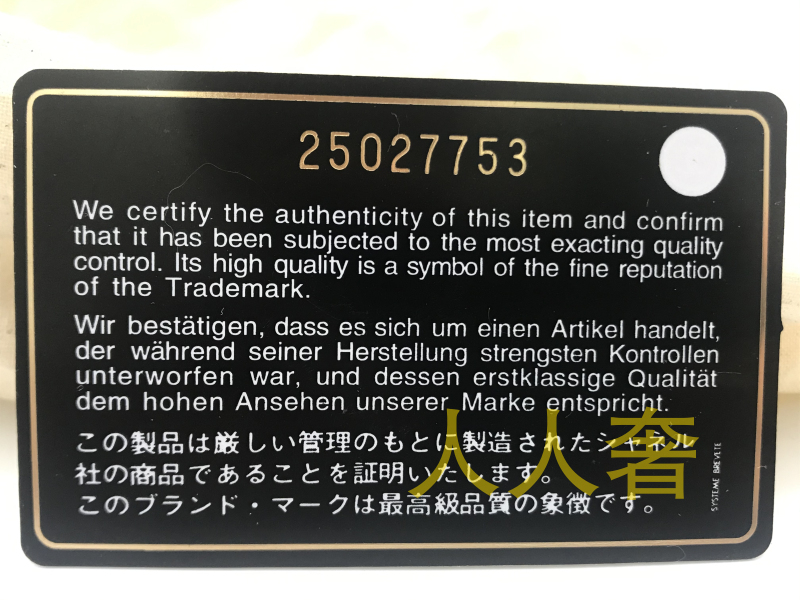 25027753
We certify the authenticity of this item and confirm
that it has been subjected to the most exacting quality
control. Its high quality is a symbol of the fine reputation
of the Trademark.
Wir bestätigen, dass es sich um einen Artikel handelt,
der während seiner Herstellung strengsten Kontrollen
unterworfen war, und dessen erstklassige Qualität
dem hohen Ansehen unserer Marke entspricht.
この製品は厳しい管理のもとに製造されたシャネル
社の商品であることを証明いたします。
このブランド・マークは最高級品質の象徴です。
SYSTEME BREVETE
人人奢